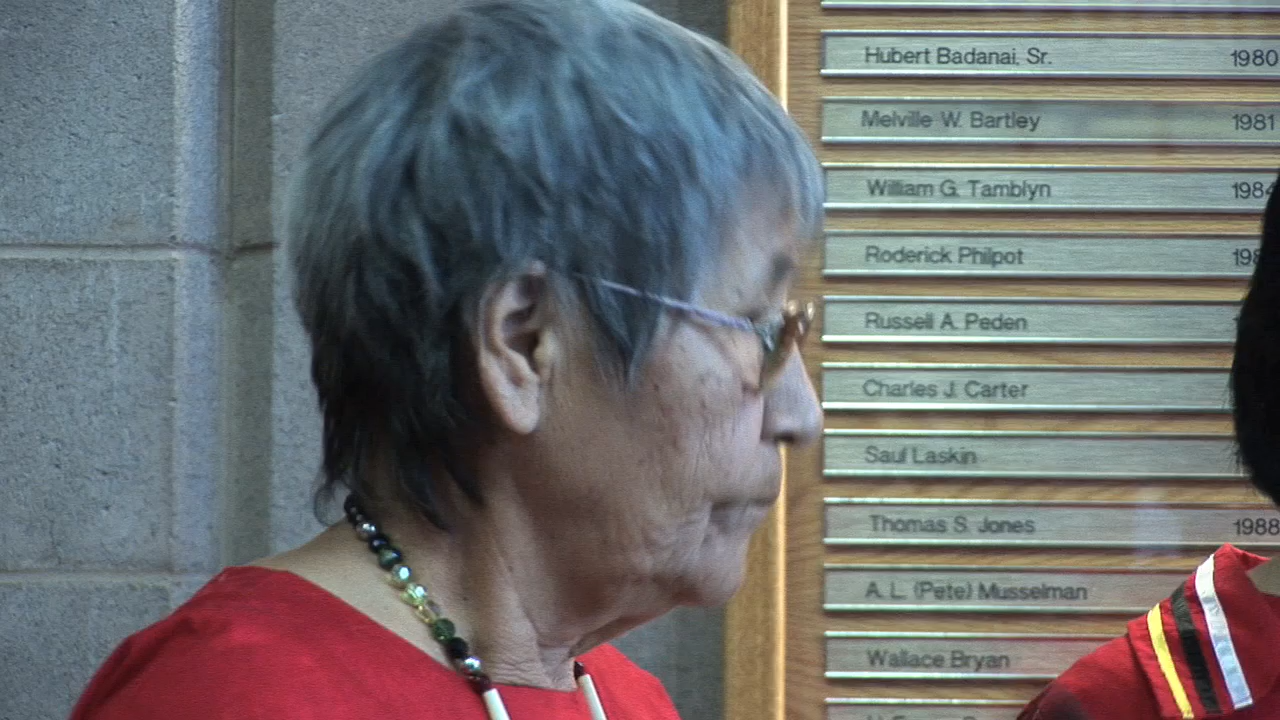 Hubert Badanai, Sr. 1980
Melville W. Bartley 1981
William G. Tamblyn 1984
Roderick Philpot
Russell A. Peden
Charles J. Carter
Saul Laskin
Thomas S. Jones 1988
A. L. (Pete) Musselman
Wallace Bryan